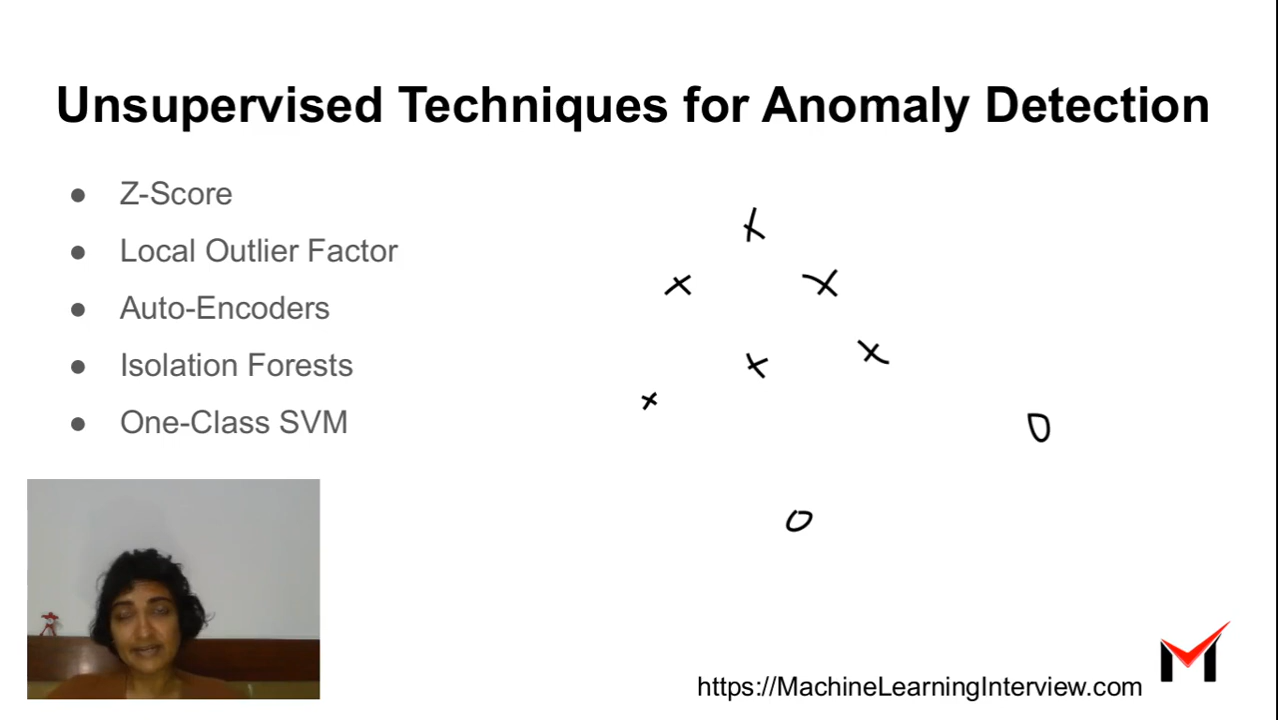 Unsupervised Techniques for Anomaly Detection
● Z-Score
● Local Outlier Factor
● Auto-Encoders
● Isolation Forests
● One-Class SVM
https://MachineLearningInterview.com